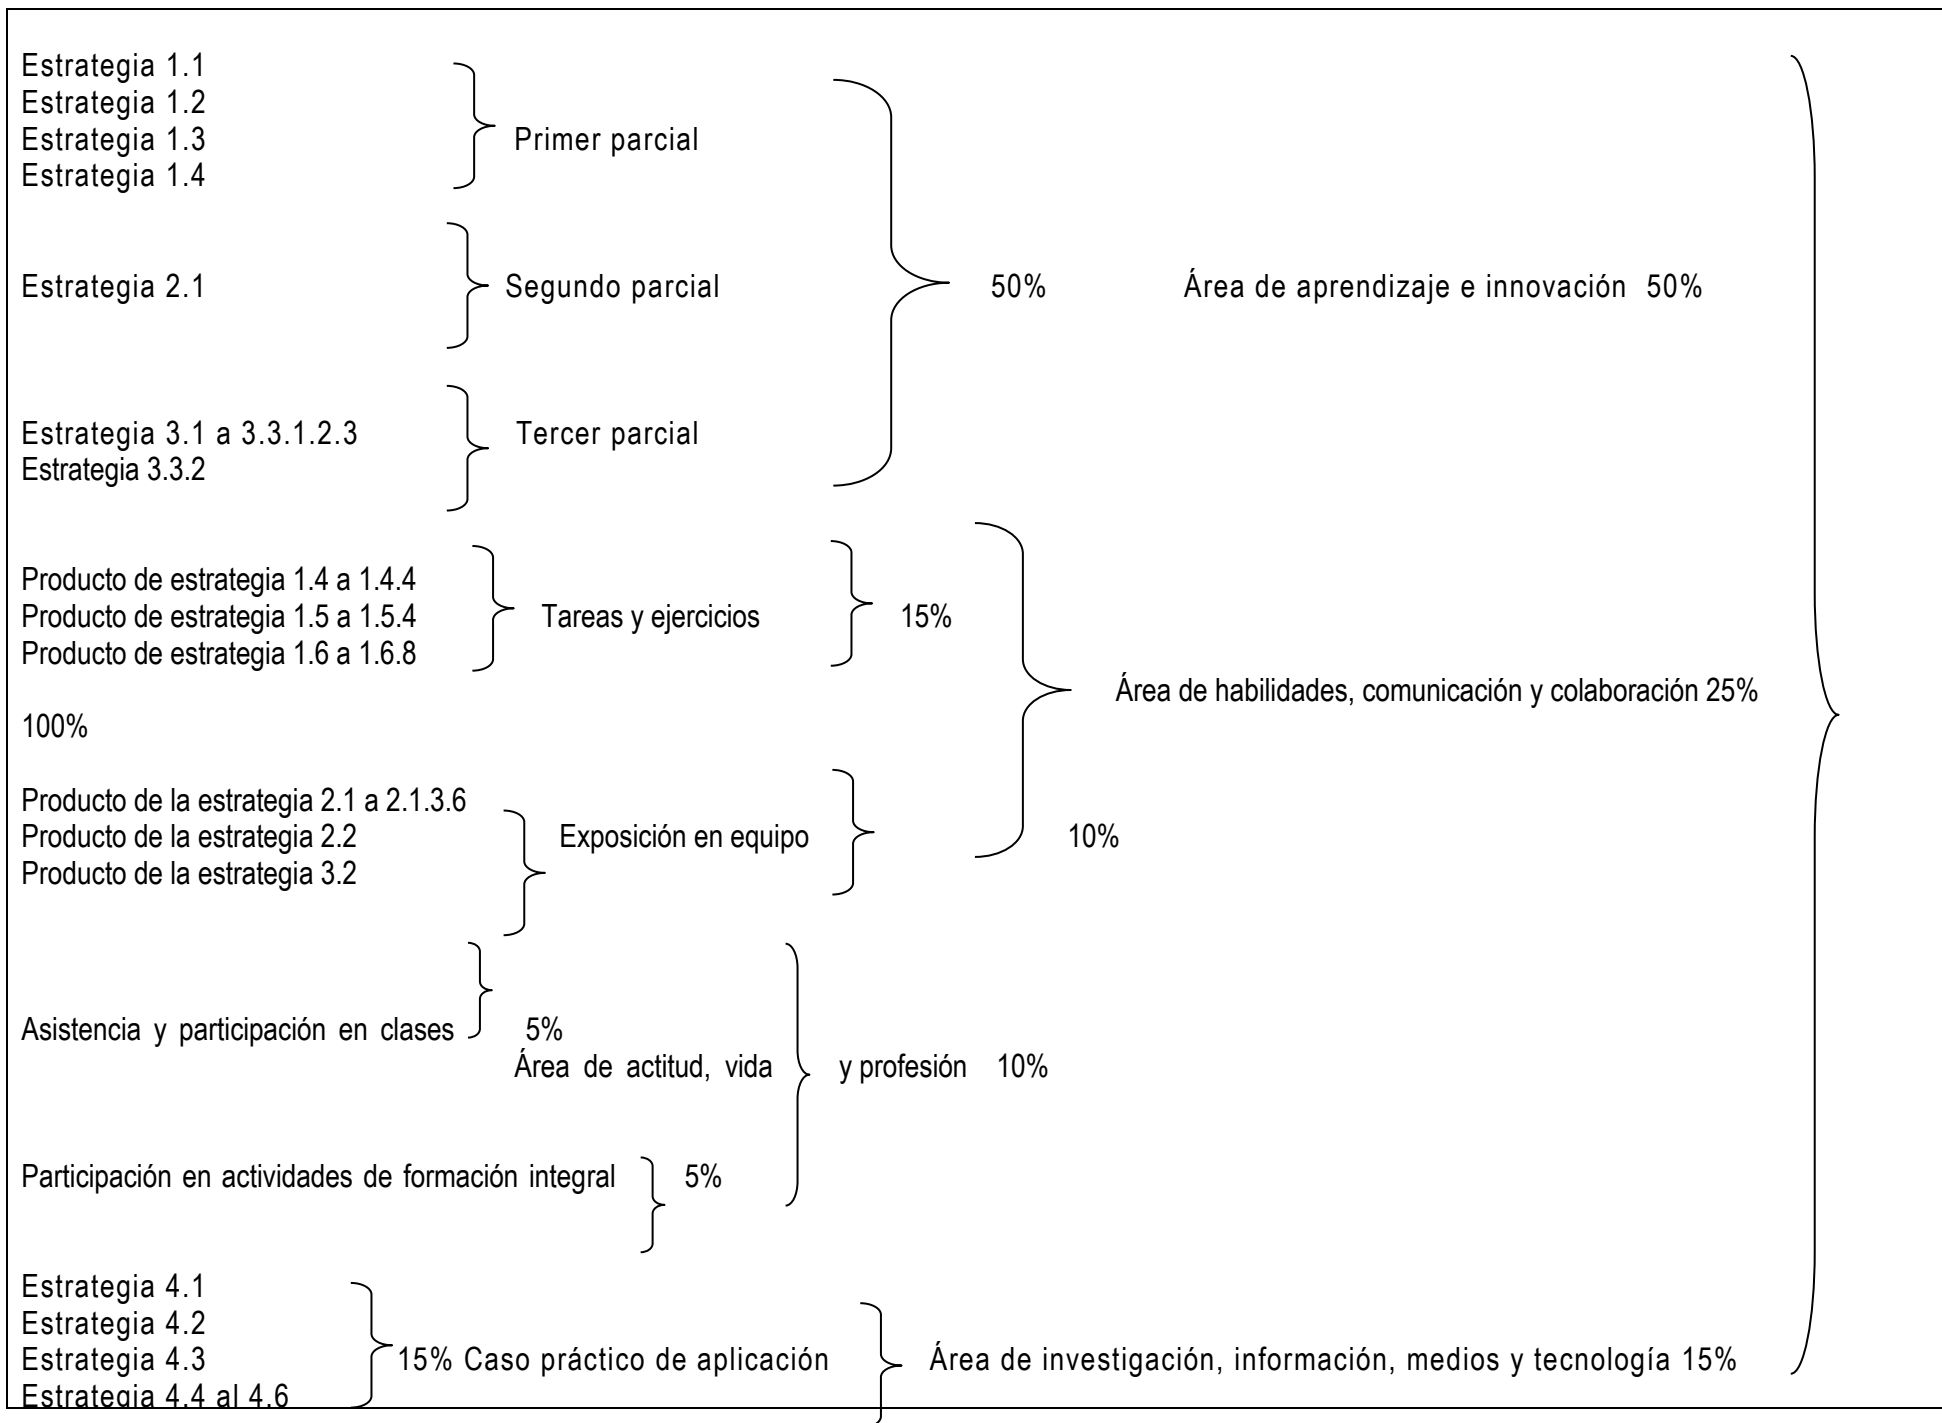 Estrategia 1.1
Estrategia 1.2
Estrategia 1.3 Primer parcial
Estrategia 1.4
Estrategia 2.1 Segundo parcial 50% Área de aprendizaje e innovación 50%
Estrategia 3.1 a 3.3.1.2.3 Tercer parcial
Estrategia 3.3.2
Producto de estrategia 1.4 a 1.4.4
Producto de estrategia 1.5 a 1.5.4 Tareas y ejercicios 15%
Producto de estrategia 1.6 a 1.6.8
Área de habilidades, comunicación y colaboración 25%
100%
Producto de la estrategia 2.1 a 2.1.3.6
Producto de la estrategia 2.2 Exposición en equipo 10%
Producto de la estrategia 3.2
Asistencia y participación en clases 5%
Área de actitud, vida y profesión 10%
Participación en actividades de formación integral 5%
Estrategia 4.1
Estrategia 4.2
Estrategia 4.3 15% Caso práctico de aplicación Área de investigación, información, medios y tecnología 15%
Estrategia 4.4 al 4.6